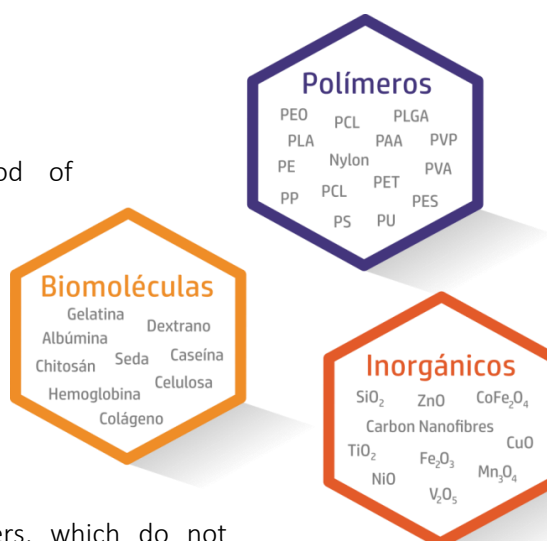 Polímeros
PEO PCL PLGA
PLA PAA PVP
PE Nylon PVA
PP PCL PET PES
PS PU
od of
Biomoléculas
Gelatina
Albúmina Dextrano
Chitosán Seda Caseína
Hemoglobina Celulosa
Colágeno
Inorgánicos
SiO₂ ZnO CoFe₂O₄
Carbon Nanofibres
TiO₂ Fe₂O₃ CuO
NiO Mn₃O₄
V₂O₅
ers, which do not